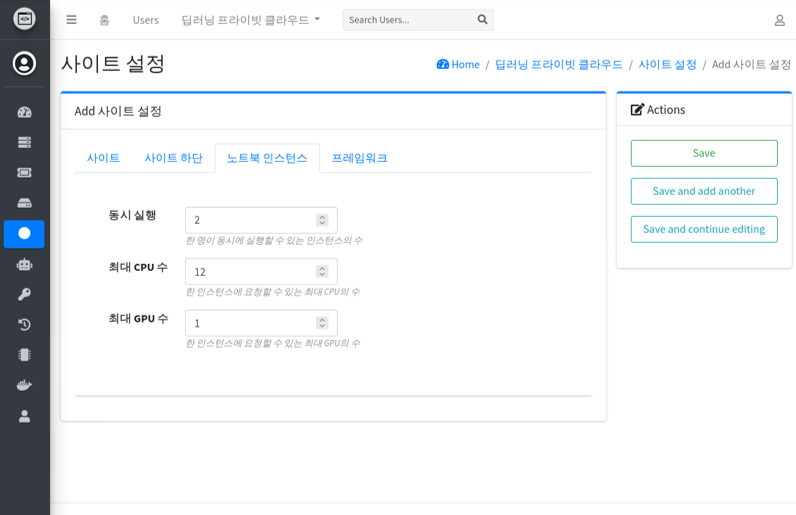 홈 Users 딥러닝 프라이빗 클라우드 Search Users...
사이트 설정
Home / 딥러닝 프라이빗 클라우드 / 사이트 설정 / Add 사이트 설정
Add 사이트 설정
사이트 사이트 하단 노트북 인스턴스 프레임워크
동시 실행 2
한 명이 동시에 실행할 수 있는 인스턴스의 수
최대 CPU 수 12
한 인스턴스에 요청할 수 있는 최대 CPU의 수
최대 GPU 수 1
한 인스턴스에 요청할 수 있는 최대 GPU의 수
Actions
Save
Save and add another
Save and continue editing